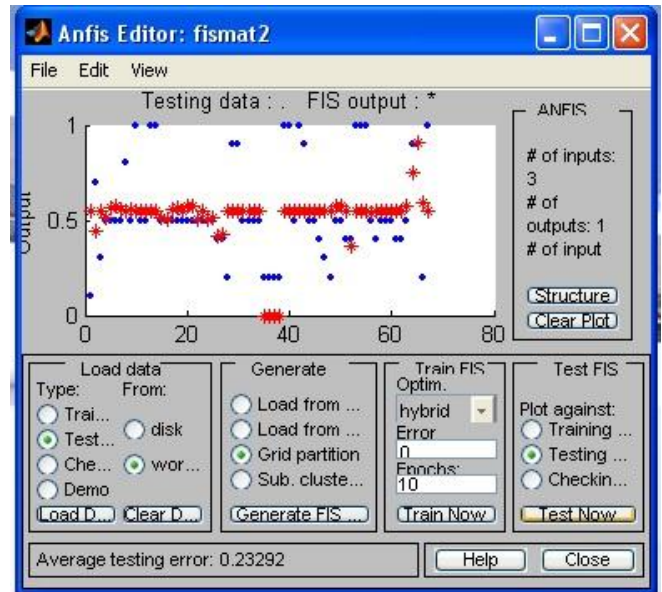 Anfis Editor: fismat2
File Edit View
Testing data : . FIS output : *
Output
1
0.5
0
0 20 40 60 80
ANFIS
# of inputs:
3
# of
outputs: 1
# of input
Structure
Clear Plot
Load data
Type: From:
Trai...
Test...
Che...
Demo
disk
wor...
Load D... Clear D...
Generate
Load from ...
Load from ...
Grid partition
Sub. cluste...
Generate FIS ...
Train FIS
Optim.
hybrid
Error
0
Epochs:
10
Train Now
Test FIS
Plot against:
Training ...
Testing ...
Checkin...
Test Now
Average testing error: 0.23292
Help Close